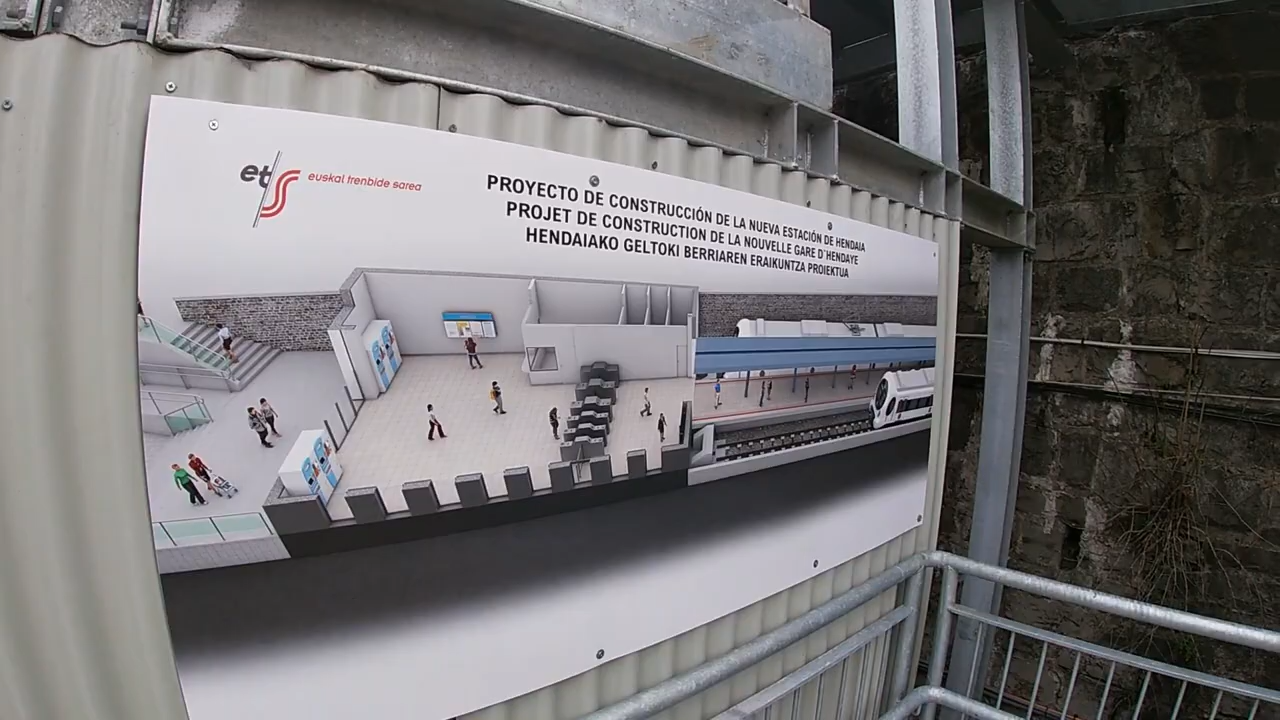 ets euskal trenbide sarea
PROYECTO DE CONSTRUCCIÓN DE LA NUEVA ESTACIÓN DE HENDAIA
PROJET DE CONSTRUCTION DE LA NOUVELLE GARE D'HENDAYE
HENDAIAKO GELTOKI BERRIAREN ERAIKUNTZA PROIEKTUA